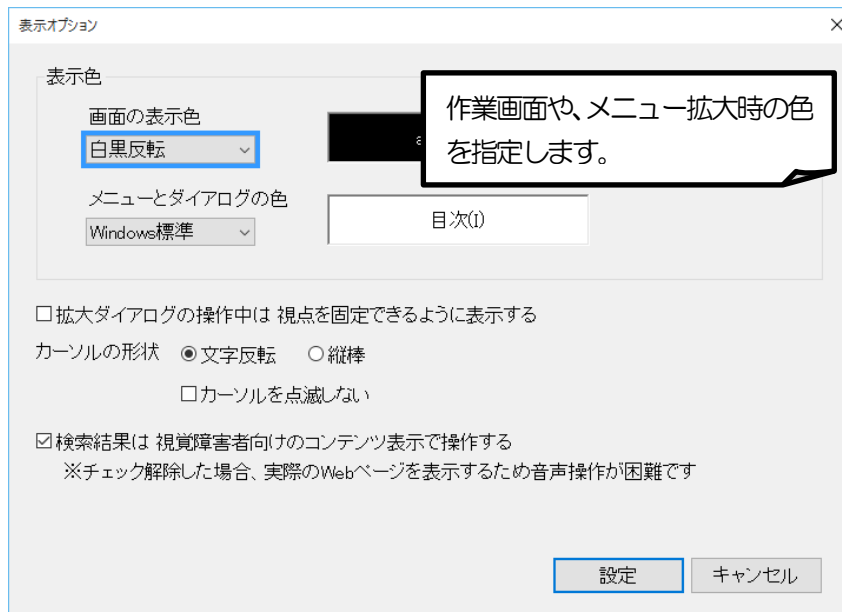 表示オプション
表示色
画面の表示色
白黒反転
作業画面や、メニュー拡大時の色
を指定します。
メニューとダイアログの色
Windows標準
目次(I)
拡大ダイアログの操作中は 視点を固定できるように表示する
カーソルの形状 文字反転 縦棒
カーソルを点滅しない
検索結果は 視覚障害者向けのコンテンツ表示で操作する
※チェック解除した場合、実際のWebページを表示するため音声操作が困難です
設定 キャンセル